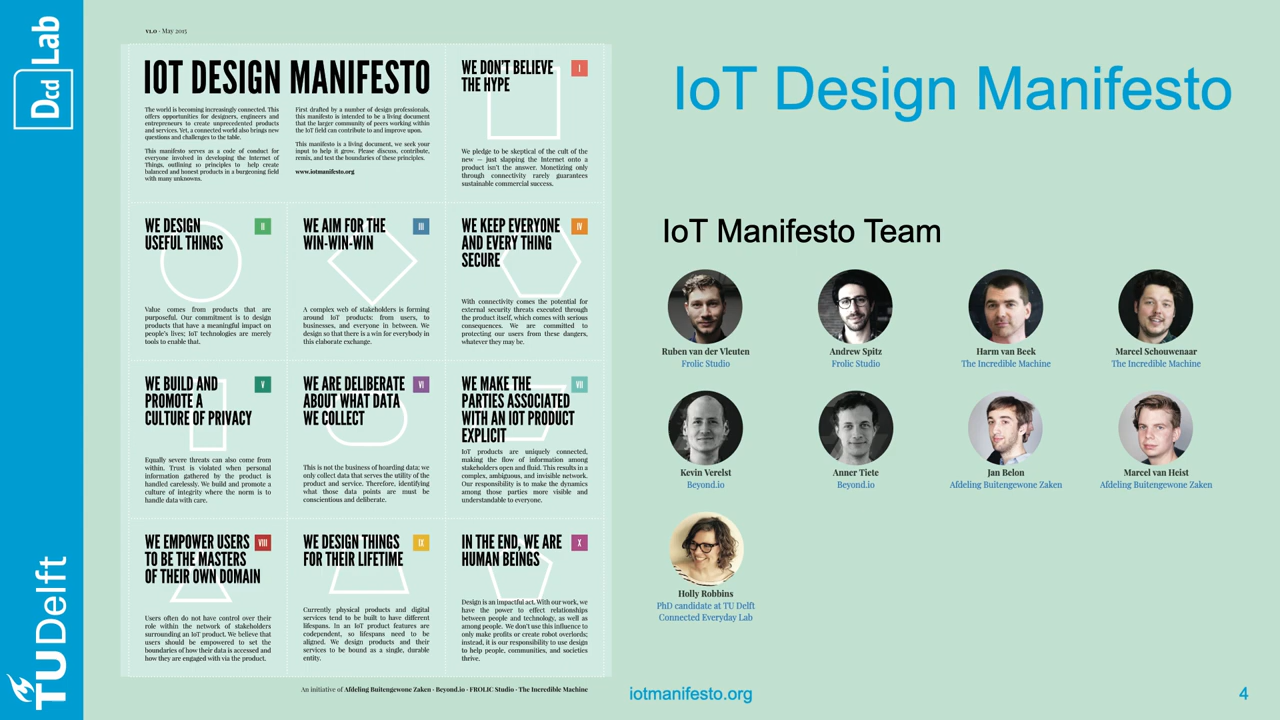 Dcd Lab
TUDelft
v1.0 · May 2015
IOT DESIGN MANIFESTO
The world is becoming increasingly connected. This
offers opportunities for designers, engineers and
entrepreneurs to create unprecedented products
and services. Yet, a connected world also brings new
questions and challenges to the table.
This manifesto serves as a code of conduct for
everyone involved in developing the Internet of
Things, outlining 10 principles to help create
balanced and honest products in a burgeoning field
with many unknowns.
First drafted by a number of design professionals,
this manifesto is intended to be a living document
that the larger community of peers working within
the IoT field can contribute to and improve upon.
This manifesto is a living document, we seek your
input to help it grow. Please discuss, contribute,
remix, and test the boundaries of these principles.
www.iotmanifesto.org
WE DON'T BELIEVE
THE HYPE
I
We pledge to be skeptical of the cult of the
new — just slapping the Internet onto a
product isn't the answer. Monetizing only
through connectivity rarely guarantees
sustainable commercial success.
WE DESIGN
USEFUL THINGS
II
Value comes from products that are
purposeful. Our commitment is to design
products that have a meaningful impact on
people's lives; IoT technologies are merely
tools to enable that.
WE AIM FOR THE
WIN-WIN-WIN
III
A complex web of stakeholders is forming
around IoT products: from users, to
businesses, and everyone in between. We
design so that there is a win for everybody in
this elaborate exchange.
WE KEEP EVERYONE
AND EVERY THING
SECURE
IV
With connectivity comes the potential for
external security threats executed through
the product itself, which comes with serious
consequences. We are committed to
protecting our users from these dangers,
whatever they may be.
WE BUILD AND
PROMOTE A
CULTURE OF PRIVACY
V
Equally severe threats can also come from
within. Trust is violated when personal
information gathered by the product is
handled carelessly. We build and promote a
culture of integrity where the norm is to
handle data with care.
WE ARE DELIBERATE
ABOUT WHAT DATA
WE COLLECT
VI
This is not the business of hoarding data; we
only collect data that serves the utility of the
product and service. Therefore, identifying
what those data points are must be
conscientious and deliberate.
WE MAKE THE
PARTIES ASSOCIATED
WITH AN IOT PRODUCT
EXPLICIT
VII
IoT products are uniquely connected,
making the flow of information among
stakeholders open and fluid. This results in a
complex, ambiguous, and invisible network.
Our responsibility is to make the dynamics
among those parties more visible and
understandable to everyone.
WE EMPOWER USERS
TO BE THE MASTERS
OF THEIR OWN DOMAIN
VIII
Users often do not have control over their
role within the network of stakeholders
surrounding an IoT product. We believe that
users should be empowered to set the
boundaries of how their data is accessed and
how they are engaged with via the product.
WE DESIGN THINGS
FOR THEIR LIFETIME
IX
Currently physical products and digital
services tend to be built to have different
lifespans. In an IoT product features are
codependent, so lifespans need to be
aligned. We design products and their
services to be bound as a single, durable
entity.
IN THE END, WE ARE
HUMAN BEINGS
X
Design is an impactful act. With our work, we
have the power to effect relationships
between people and technology, as well as
among people. We don't use this influence to
only make profits or create robot overlords;
instead, it is our responsibility to use design
to help people, communities, and societies
thrive.
An initiative of Afdeling Buitengewone Zaken · Beyond.io · FROLIC Studio · The Incredible Machine
IoT Design Manifesto
IoT Manifesto Team
Ruben van der Vleuten
Frolic Studio
Andrew Spitz
Frolic Studio
Harm van Beek
The Incredible Machine
Marcel Schouwenaar
The Incredible Machine
Kevin Verelst
Beyond.io
Anner Tiete
Beyond.io
Jan Belon
Afdeling Buitengewone Zaken
Marcel van Heist
Afdeling Buitengewone Zaken
Holly Robbins
PhD candidate at TU Delft
Connected Everyday Lab
iotmanifesto.org
4